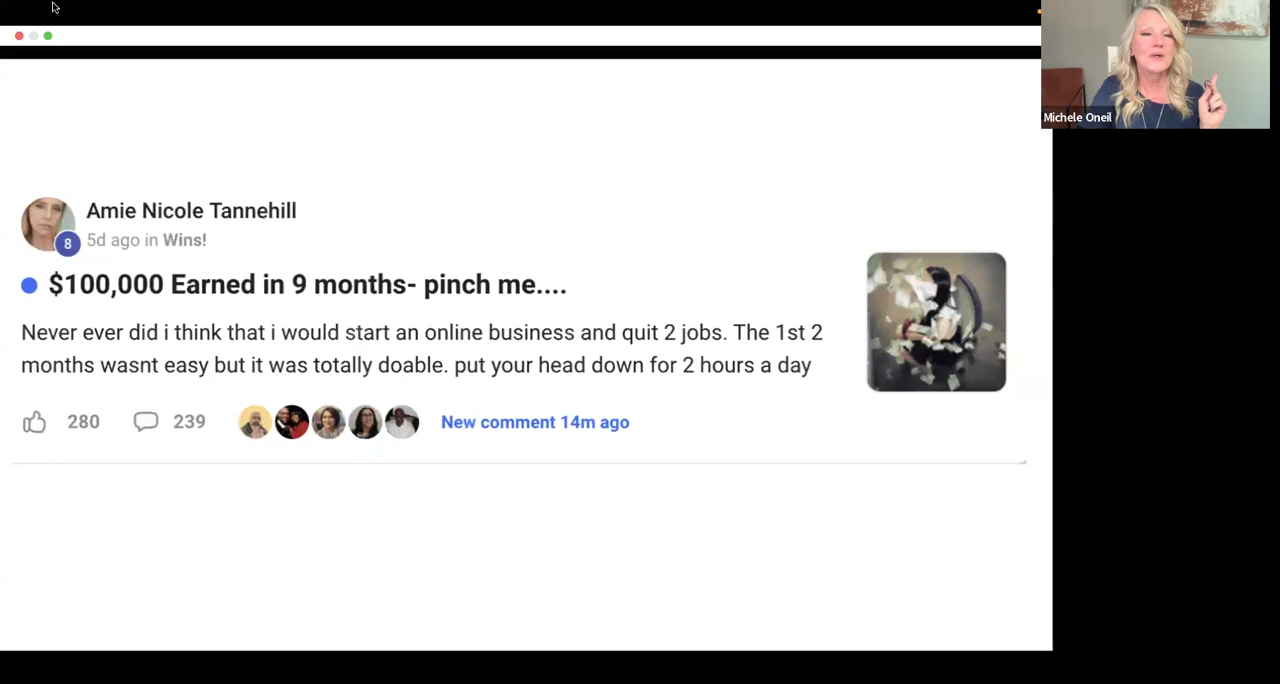 Michele Oneil
Amie Nicole Tannehill
8
5d ago in Wins!
$100,000 Earned in 9 months- pinch me....
Never ever did i think that i would start an online business and quit 2 jobs. The 1st 2
months wasnt easy but it was totally doable. put your head down for 2 hours a day
280 239 New comment 14m ago